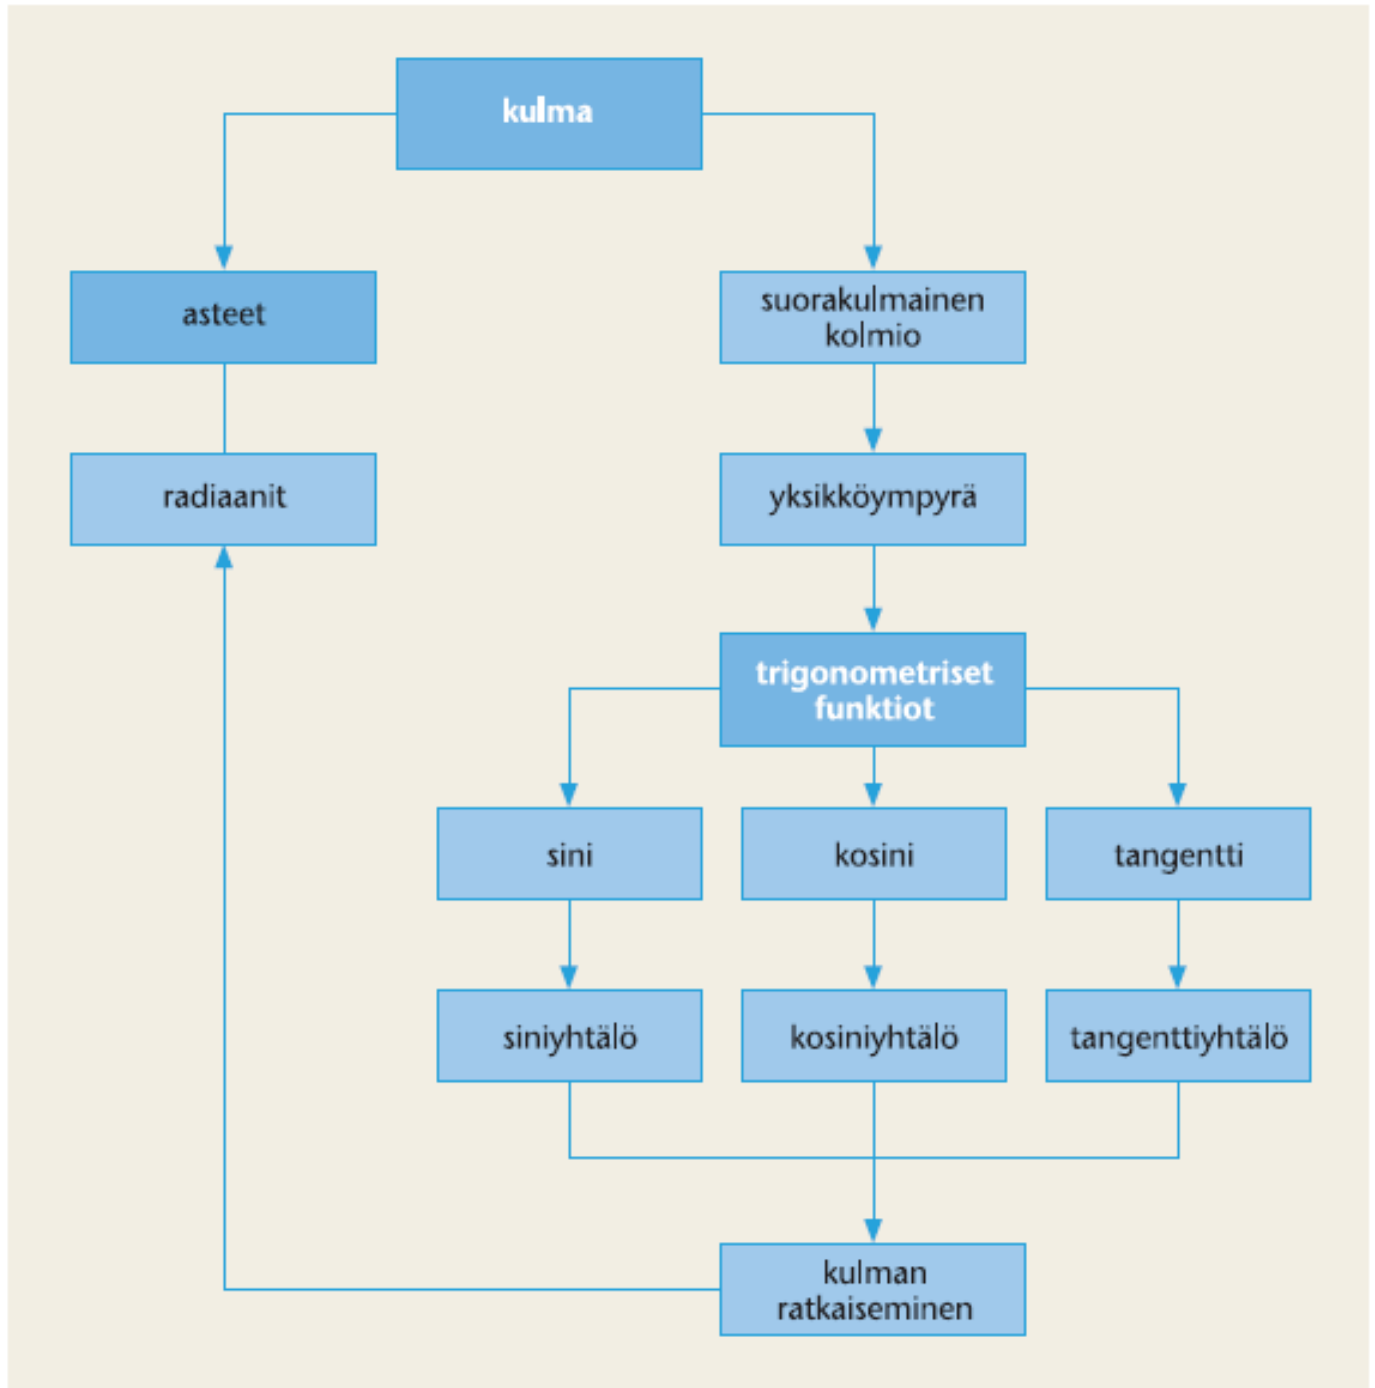 kulma
asteet
suorakulmainen
kolmio
radiaanit
yksikköympyrä
trigonometriset
funktiot
sini
kosini
tangentti
siniyhtälö
kosiniyhtälö
tangenttiyhtälö
kulman
ratkaiseminen